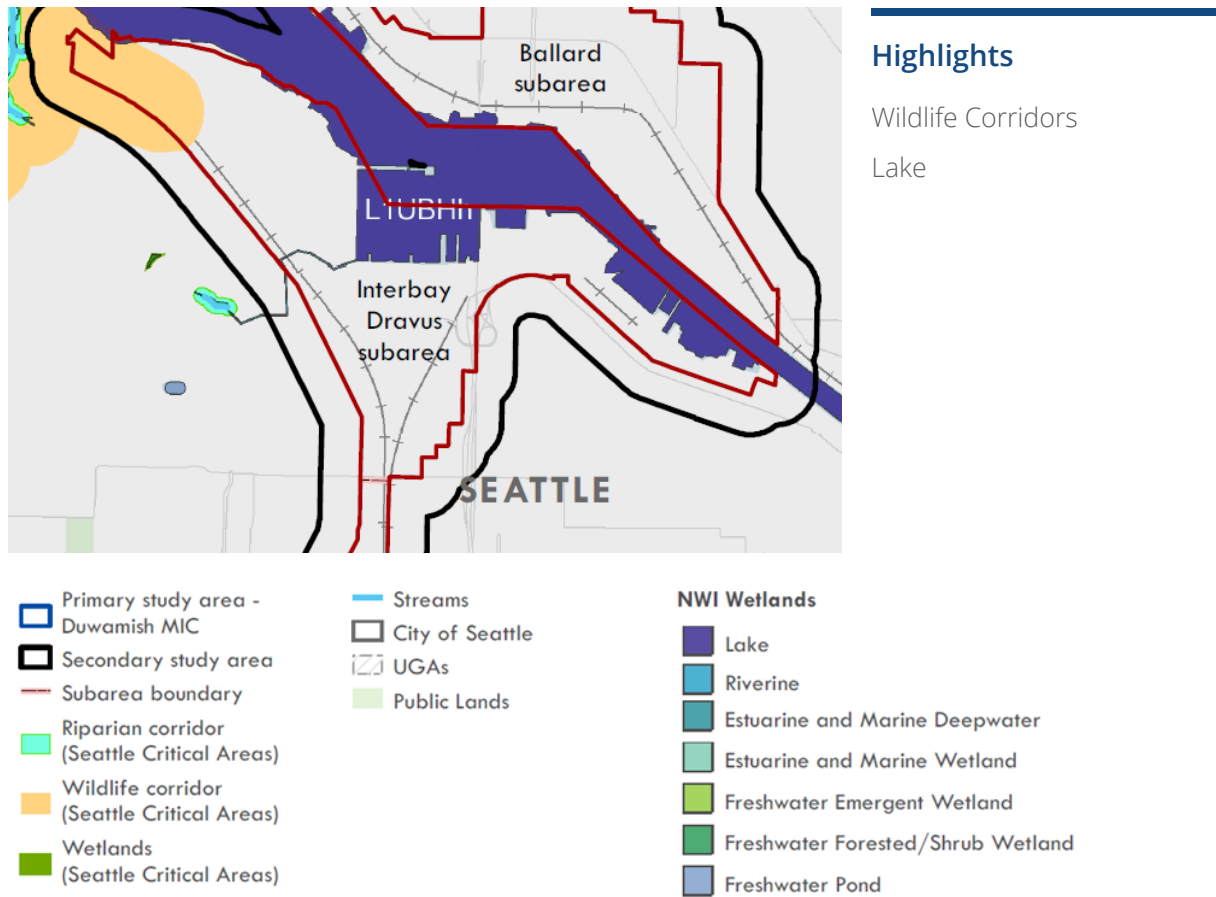 Highlights
Wildlife Corridors
Lake
Ballard
subarea
L1UBHh
Interbay
Dravus
subarea
SEATTLE
Primary study area -
Duwamish MIC
Secondary study area
Subarea boundary
Riparian corridor
(Seattle Critical Areas)
Wildlife corridor
(Seattle Critical Areas)
Wetlands
(Seattle Critical Areas)
Streams
City of Seattle
UGAs
Public Lands
NWI Wetlands
Lake
Riverine
Estuarine and Marine Deepwater
Estuarine and Marine Wetland
Freshwater Emergent Wetland
Freshwater Forested/Shrub Wetland
Freshwater Pond